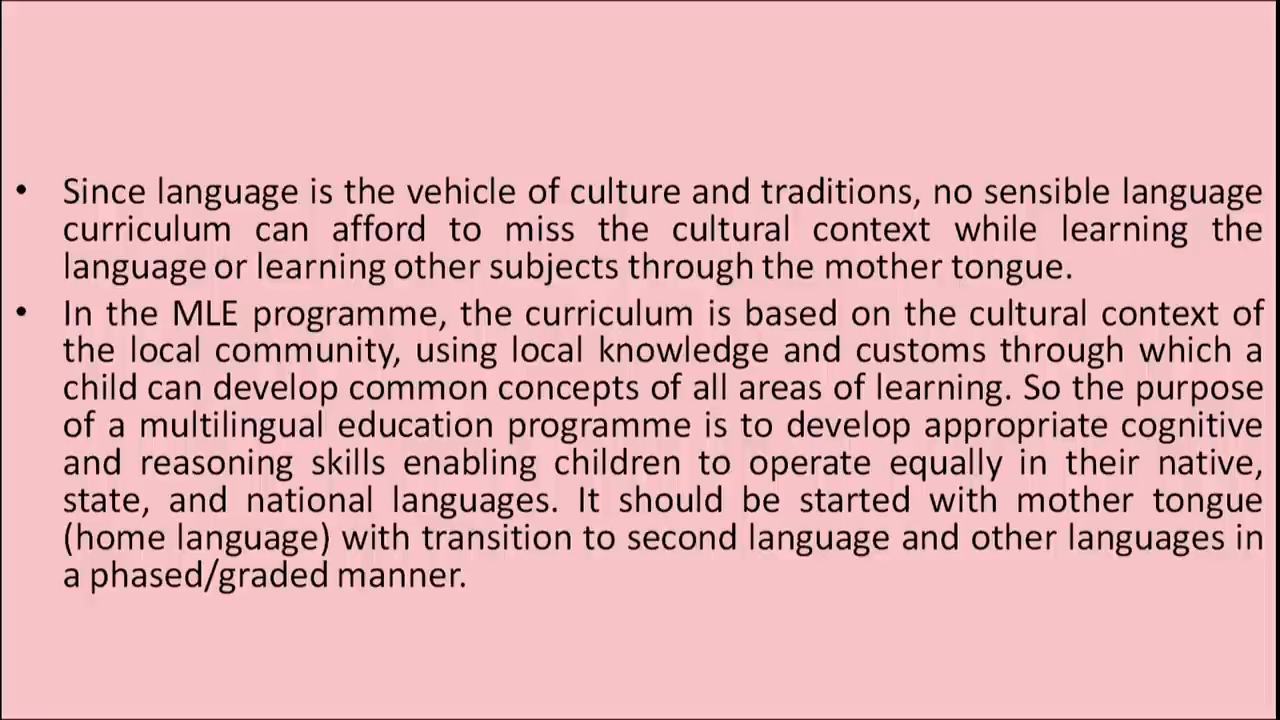 • Since language is the vehicle of culture and traditions, no sensible language
curriculum can afford to miss the cultural context while learning the
language or learning other subjects through the mother tongue.
• In the MLE programme, the curriculum is based on the cultural context of
the local community, using local knowledge and customs through which a
child can develop common concepts of all areas of learning. So the purpose
of a multilingual education programme is to develop appropriate cognitive
and reasoning skills enabling children to operate equally in their native,
state, and national languages. It should be started with mother tongue
(home language) with transition to second language and other languages in
a phased/graded manner.